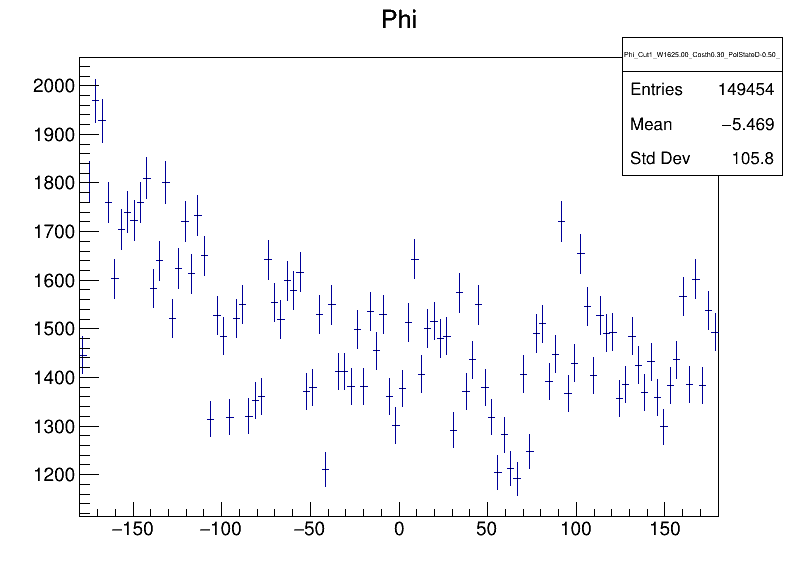 Phi
Phi_Cut1_W1625.00_Costh0.30_PolStateD-0.50_
Entries 149454
Mean −5.469
Std Dev 105.8
2000
1900
1800
1700
1600
1500
1400
1300
1200
−150 −100 −50 0 50 100 150